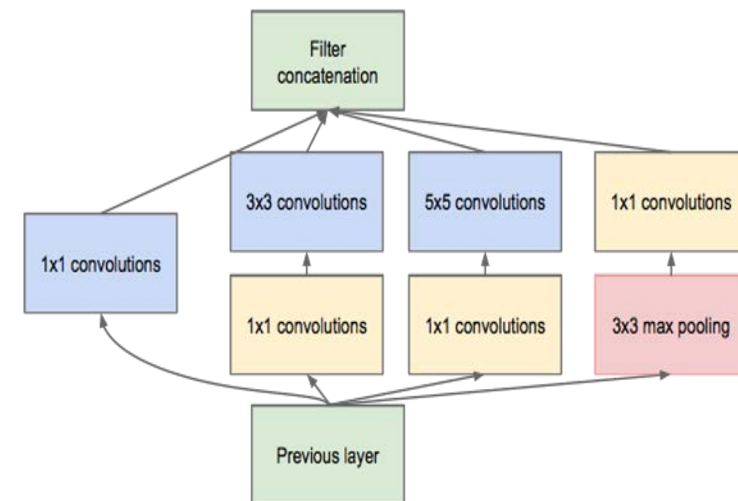 Filter
concatenation
3x3 convolutions
5x5 convolutions
1x1 convolutions
1x1 convolutions
1x1 convolutions
1x1 convolutions
3x3 max pooling
Previous layer